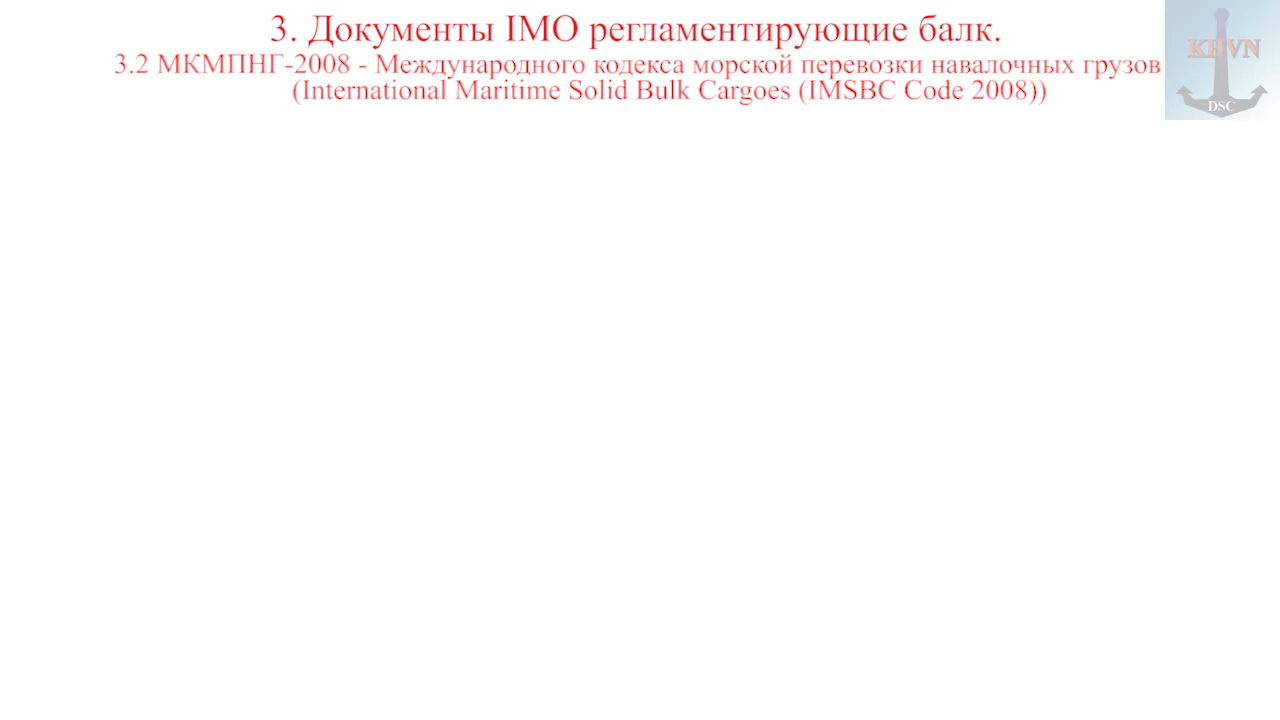 3. Документы IMO регламентирующие балк.
3.2 МКМПНГ-2008 - Международного кодекса морской перевозки навалочных грузов
(International Maritime Solid Bulk Cargoes (IMSBC Code 2008))
KHVN
DSC